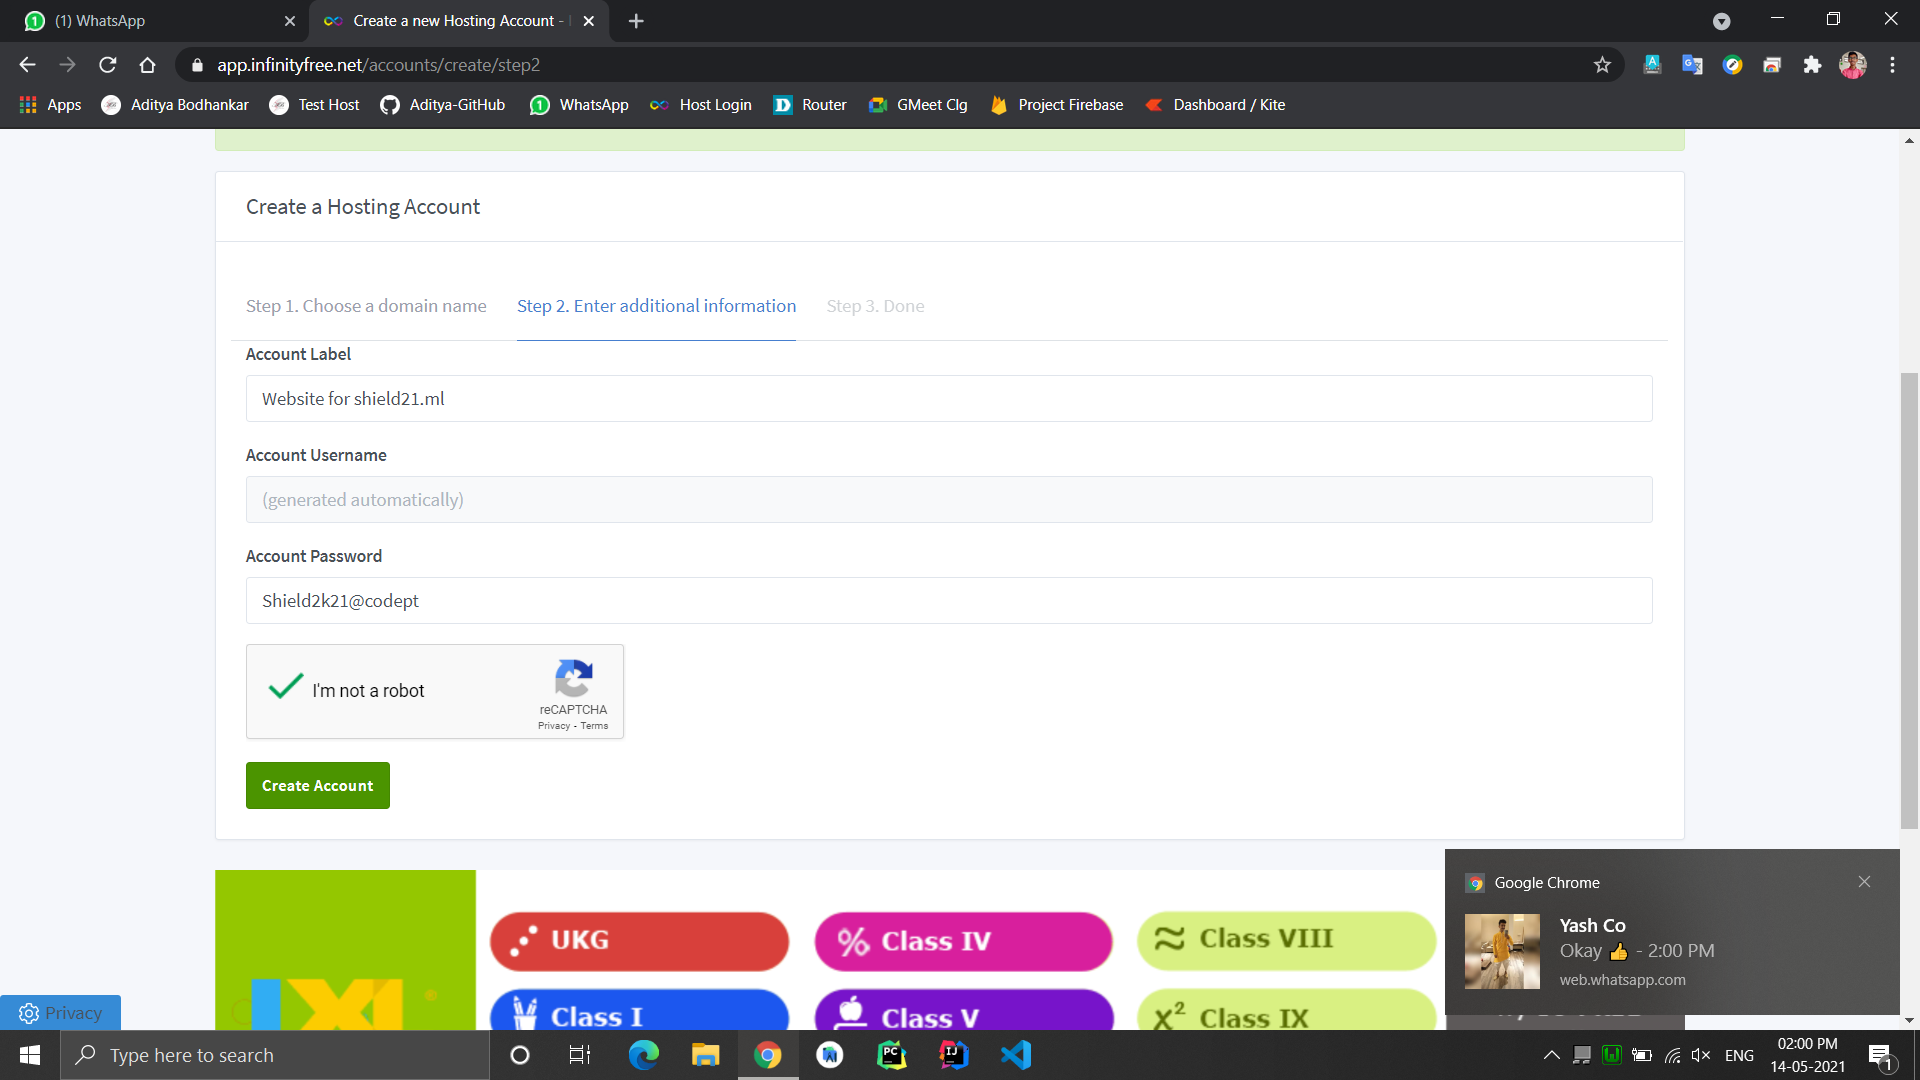 (1) WhatsApp
Create a new Hosting Account -
app.infinityfree.net/accounts/create/step2
Apps
Aditya Bodhankar
Test Host
Aditya-GitHub
WhatsApp
Host Login
Router
GMeet Clg
Project Firebase
Dashboard / Kite
Create a Hosting Account
Step 1. Choose a domain name
Step 2. Enter additional information
Step 3. Done
Account Label
Website for shield21.ml
Account Username
(generated automatically)
Account Password
Shield2k21@codept
I'm not a robot
reCAPTCHA
Privacy - Terms
Create Account
UKG
Class IV
Class VIII
Class I
Class V
Class IX
Google Chrome
Yash Co
Okay 👍 - 2:00 PM
web.whatsapp.com
Privacy
Type here to search
ENG
02:00 PM
14-05-2021
1